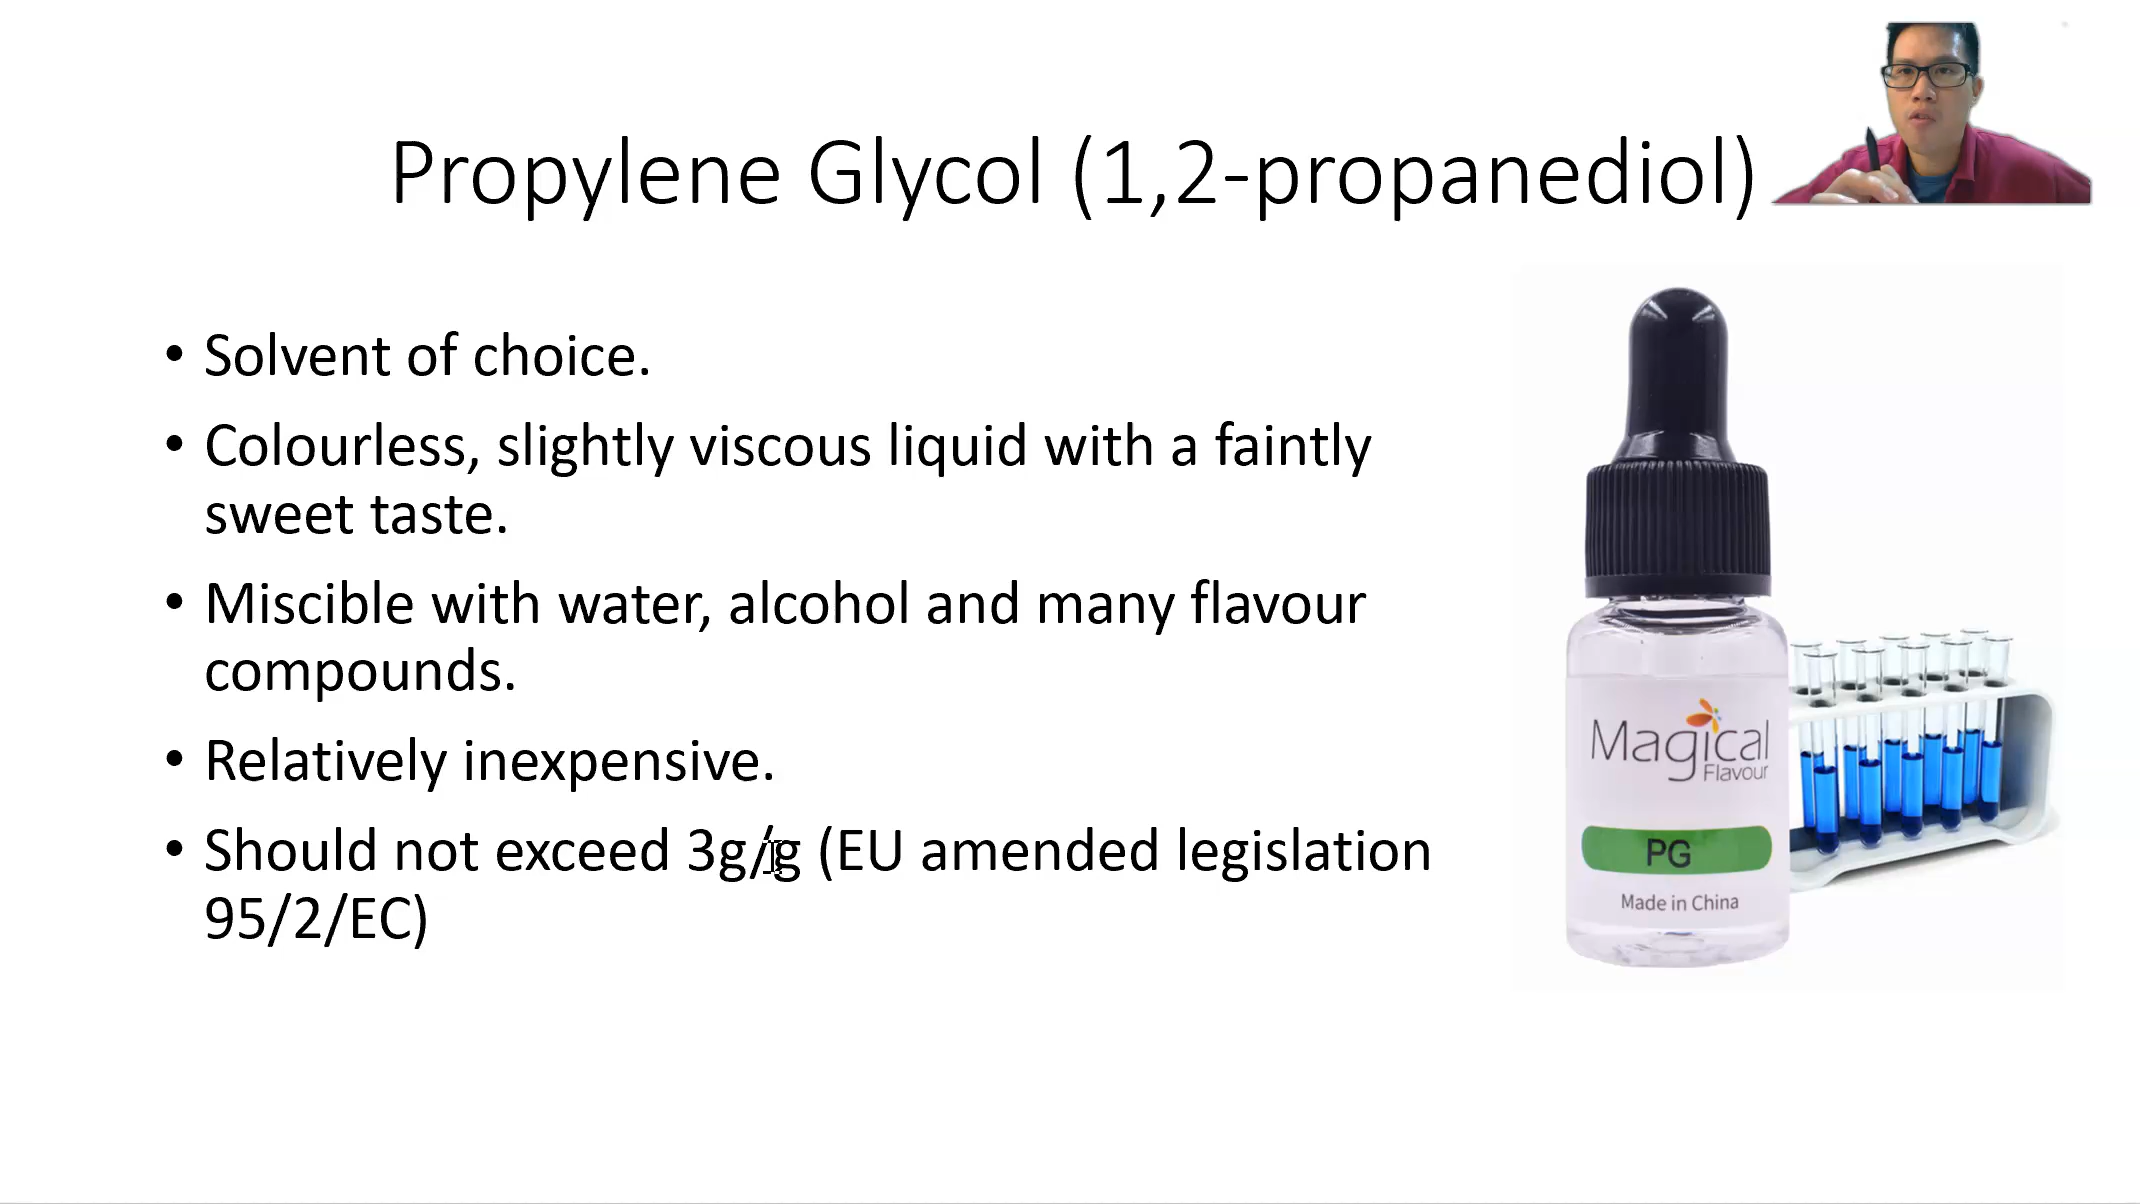 Propylene Glycol (1,2-propanediol)
• Solvent of choice.
• Colourless, slightly viscous liquid with a faintly
sweet taste.
• Miscible with water, alcohol and many flavour
compounds.
• Relatively inexpensive.
• Should not exceed 3g/g (EU amended legislation
95/2/EC)
Magical
Flavour
PG
Made in China